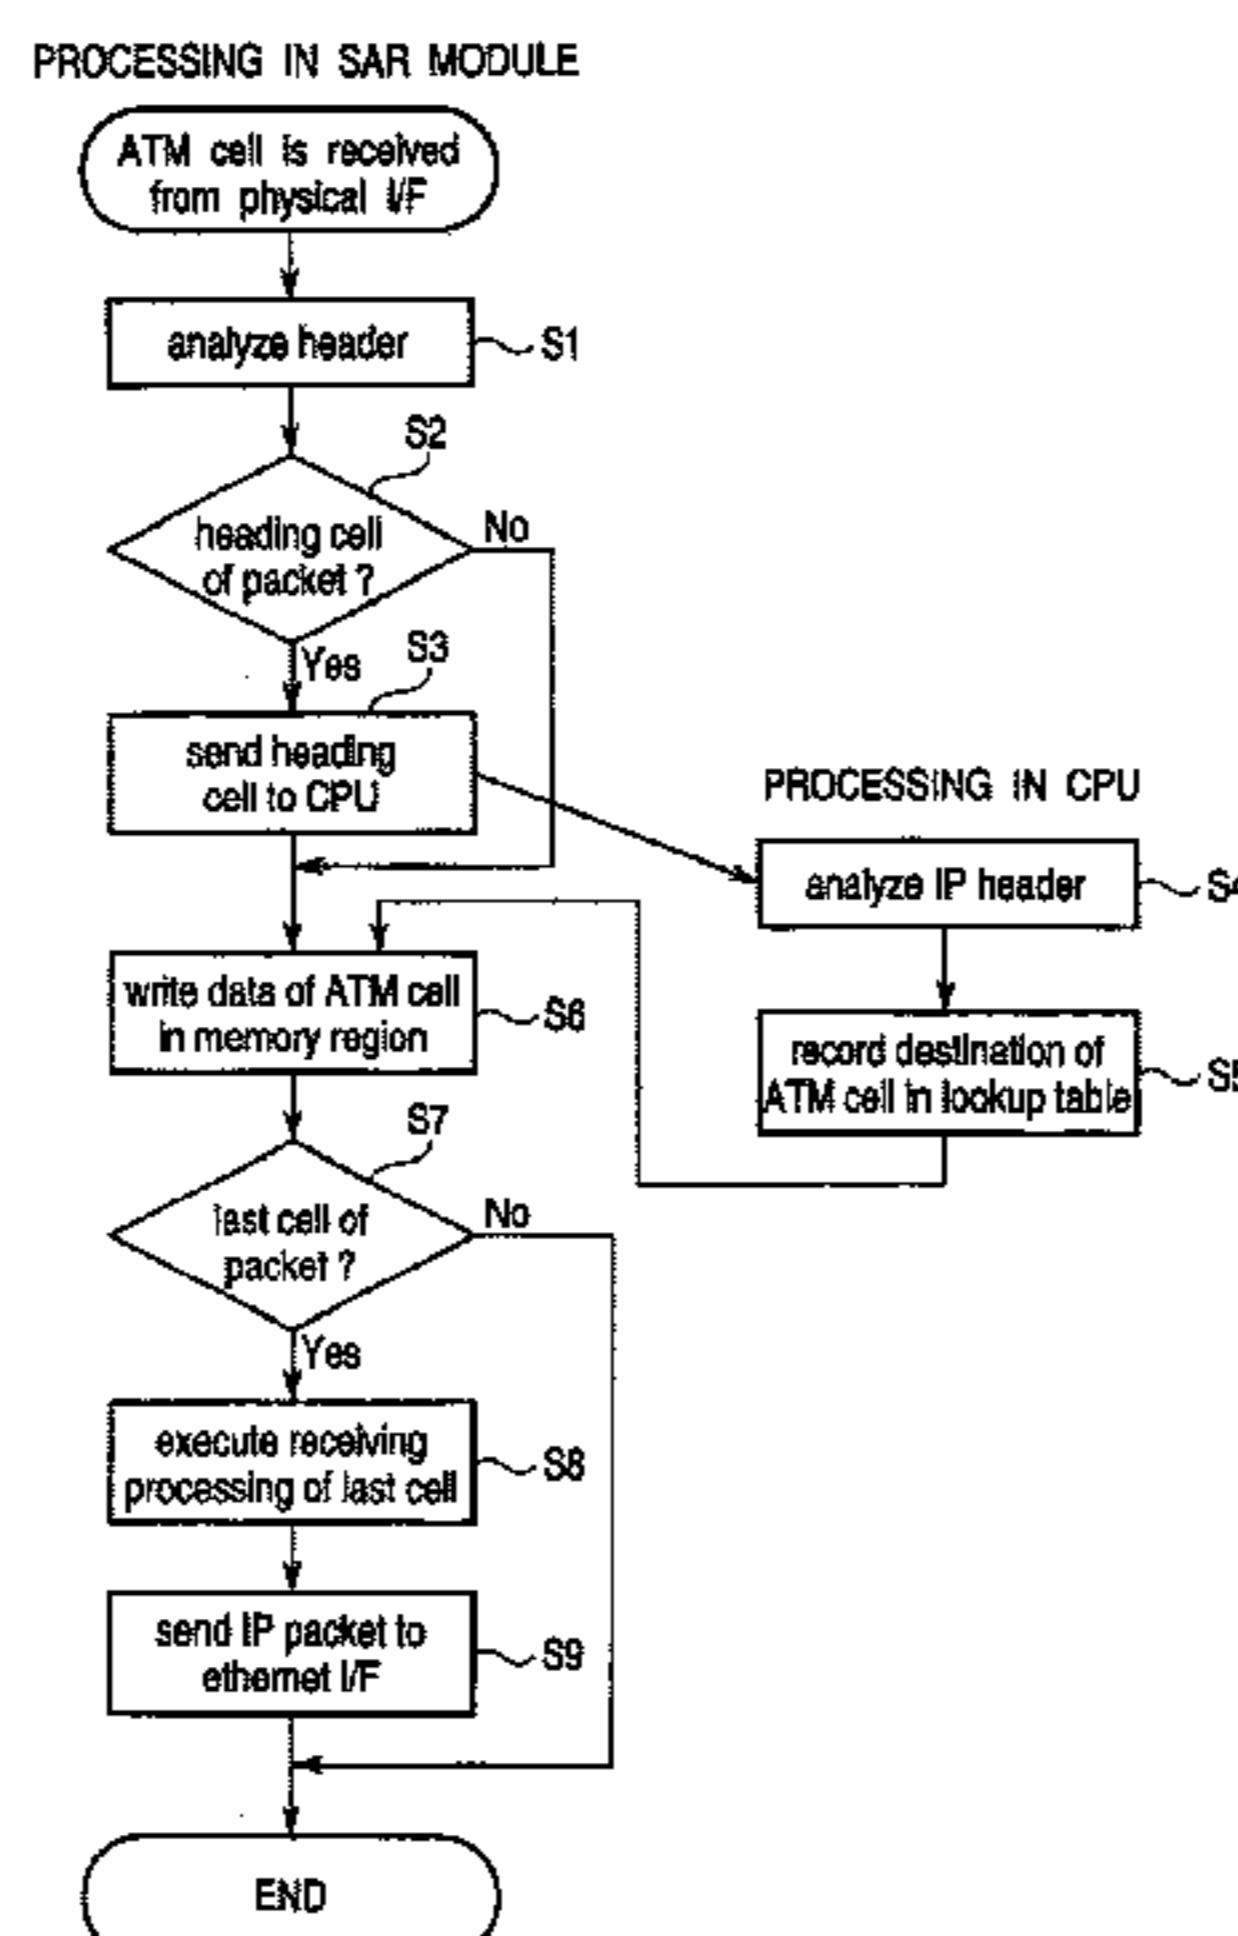 PROCESSING IN SAR MODULE
ATM cell is received
from physical I/F
analyze header
S1
S2
heading cell
of packet ?
No
Yes
S3
send heading
cell to CPU
PROCESSING IN CPU
analyze IP header
S4
record destination of
ATM cell in lookup table
S5
write data of ATM cell
in memory region
S6
S7
last cell of
packet ?
No
Yes
execute receiving
processing of last cell
S8
send IP packet to
ethernet I/F
S9
END